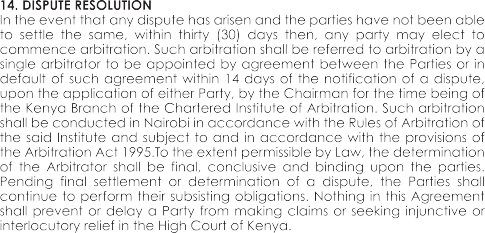 14. DISPUTE RESOLUTION
In the event that any dispute has arisen and the parties have not been able
to settle the same, within thirty (30) days then, any party may elect to
commence arbitration. Such arbitration shall be referred to arbitration by a
single arbitrator to be appointed by agreement between the Parties or in
default of such agreement within 14 days of the notification of a dispute,
upon the application of either Party, by the Chairman for the time being of
the Kenya Branch of the Chartered Institute of Arbitration. Such arbitration
shall be conducted in Nairobi in accordance with the Rules of Arbitration of
the said Institute and subject to and in accordance with the provisions of
the Arbitration Act 1995.To the extent permissible by Law, the determination
of the Arbitrator shall be final, conclusive and binding upon the parties.
Pending final settlement or determination of a dispute, the Parties shall
continue to perform their subsisting obligations. Nothing in this Agreement
shall prevent or delay a Party from making claims or seeking injunctive or
interlocutory relief in the High Court of Kenya.